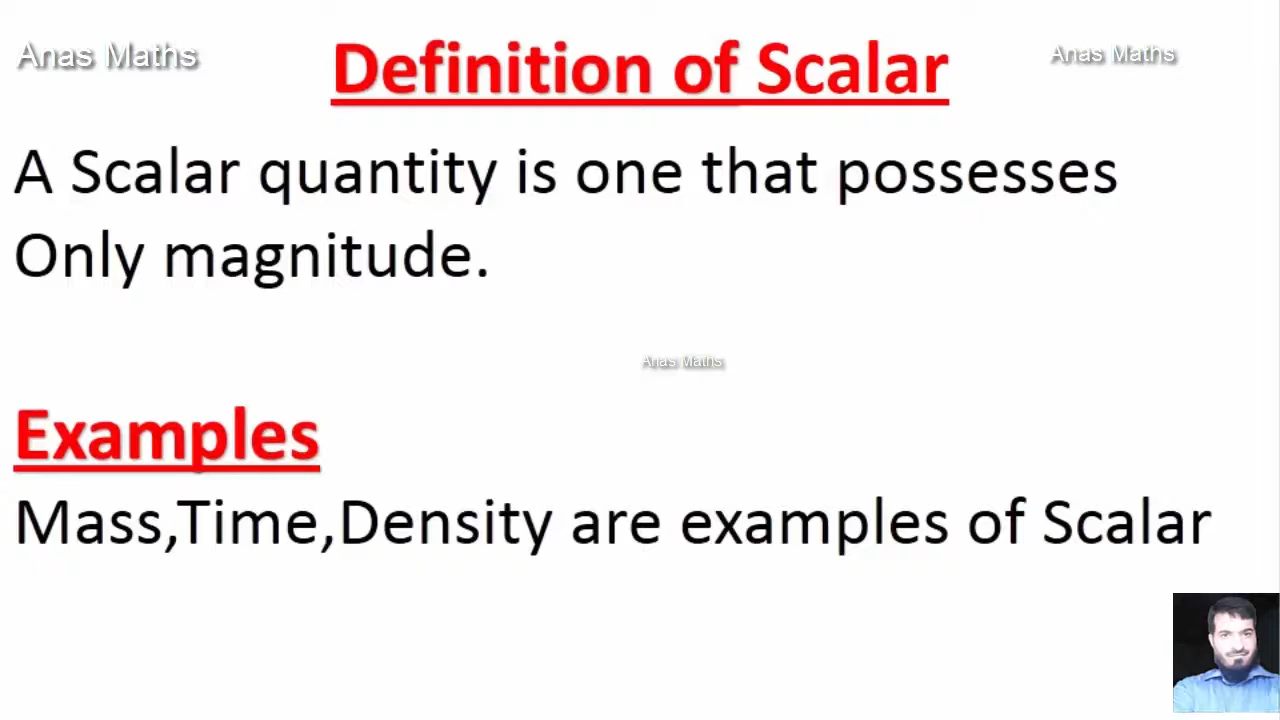 Anas Maths
Definition of Scalar
Anas Maths
A Scalar quantity is one that possesses
Only magnitude.
Anas Maths
Examples
Mass,Time,Density are examples of Scalar